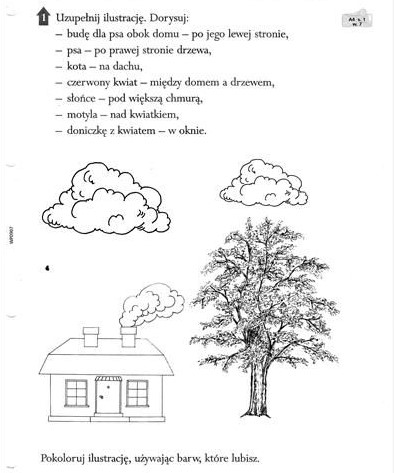 1 Uzupełnij ilustrację. Dorysuj:
– budę dla psa obok domu – po jego lewej stronie,
– psa – po prawej stronie drzewa,
– kota – na dachu,
– czerwony kwiat – między domem a drzewem,
– słońce – pod większą chmurą,
– motyla – nad kwiatkiem,
– doniczkę z kwiatem – w oknie.
Pokoloruj ilustrację, używając barw, które lubisz.